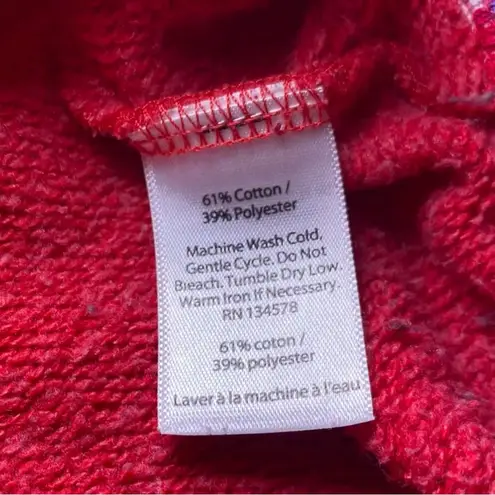 61% Cotton /
39% Polyester
Machine Wash Cold,
Gentle Cycle. Do Not
Bleach. Tumble Dry Low.
Warm Iron If Necessary.
RN 134578
61% cotton /
39% polyester
Laver à la machine à l'eau